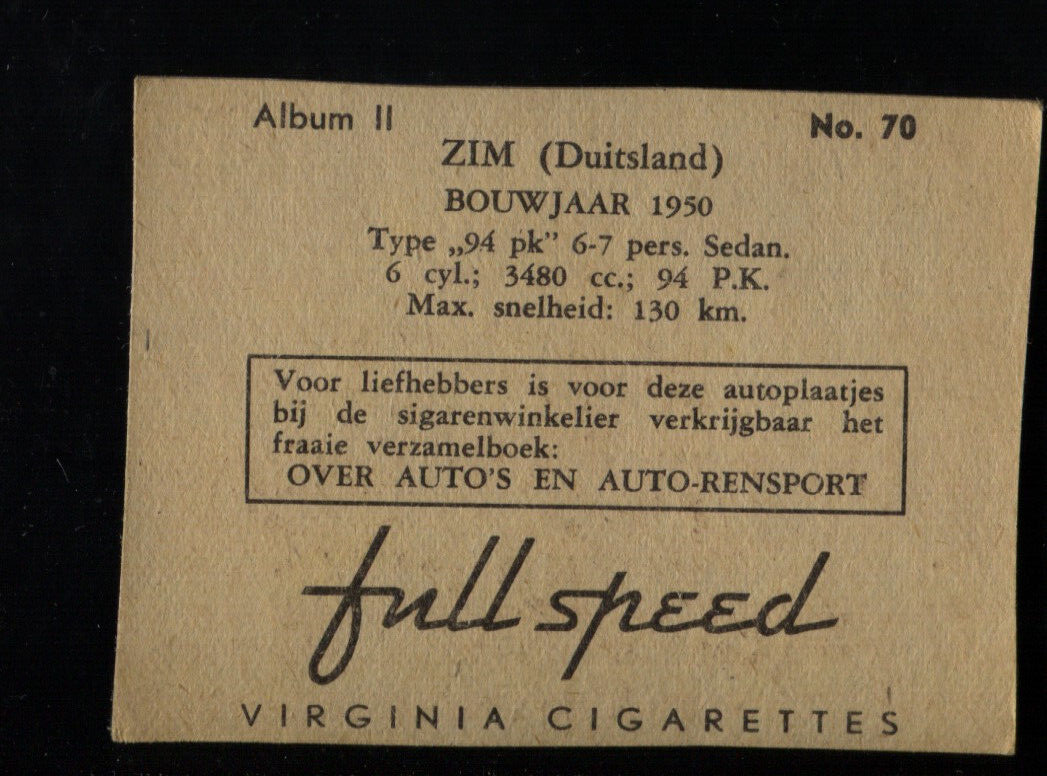 Album II
No. 70
ZIM (Duitsland)
BOUWJAAR 1950
Type „94 pk” 6-7 pers. Sedan.
6 cyl.; 3480 cc.; 94 P.K.
Max. snelheid: 130 km.
Voor liefhebbers is voor deze autoplaatjes
bij de sigarenwinkelier verkrijgbaar het
fraaie verzamelboek:
OVER AUTO'S EN AUTO-RENSPORT
full speed
VIRGINIA CIGARETTES